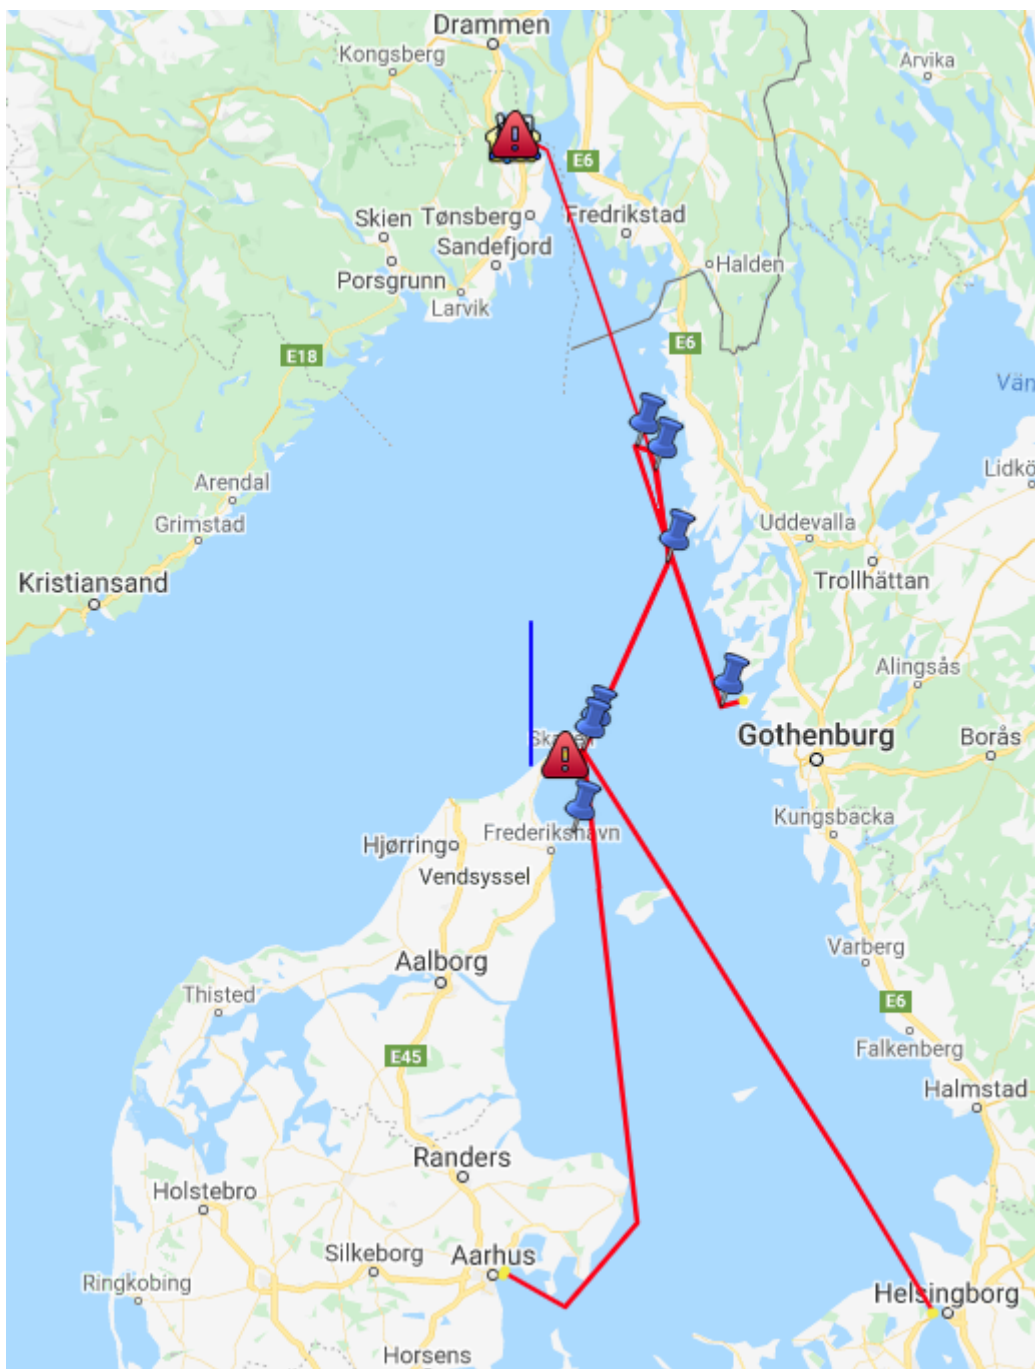 Drammen
Kongsberg
Arvika
E6
Skien
Tønsberg
Fredrikstad
Sandefjord
Porsgrunn
Halden
Larvik
E6
E18
Vän
Arendal
Lidkö
Grimstad
Uddevalla
Trollhättan
Kristiansand
Alingsås
Gothenburg
Borås
Kungsbacka
Hjørring
Frederikshavn
Vendsyssel
Varberg
Aalborg
Thisted
E6
Falkenberg
E45
Halmstad
Randers
Holstebro
Silkeborg
Aarhus
Ringkobing
Helsingborg
Horsens